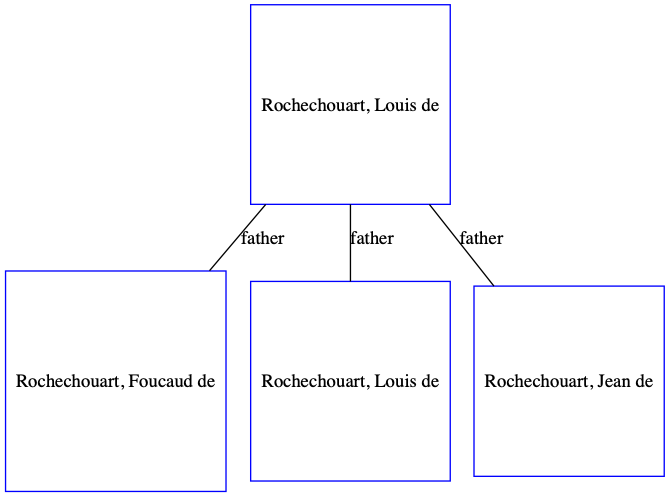 Rochechouart, Louis de
father
father
father
Rochechouart, Foucaud de
Rochechouart, Louis de
Rochechouart, Jean de